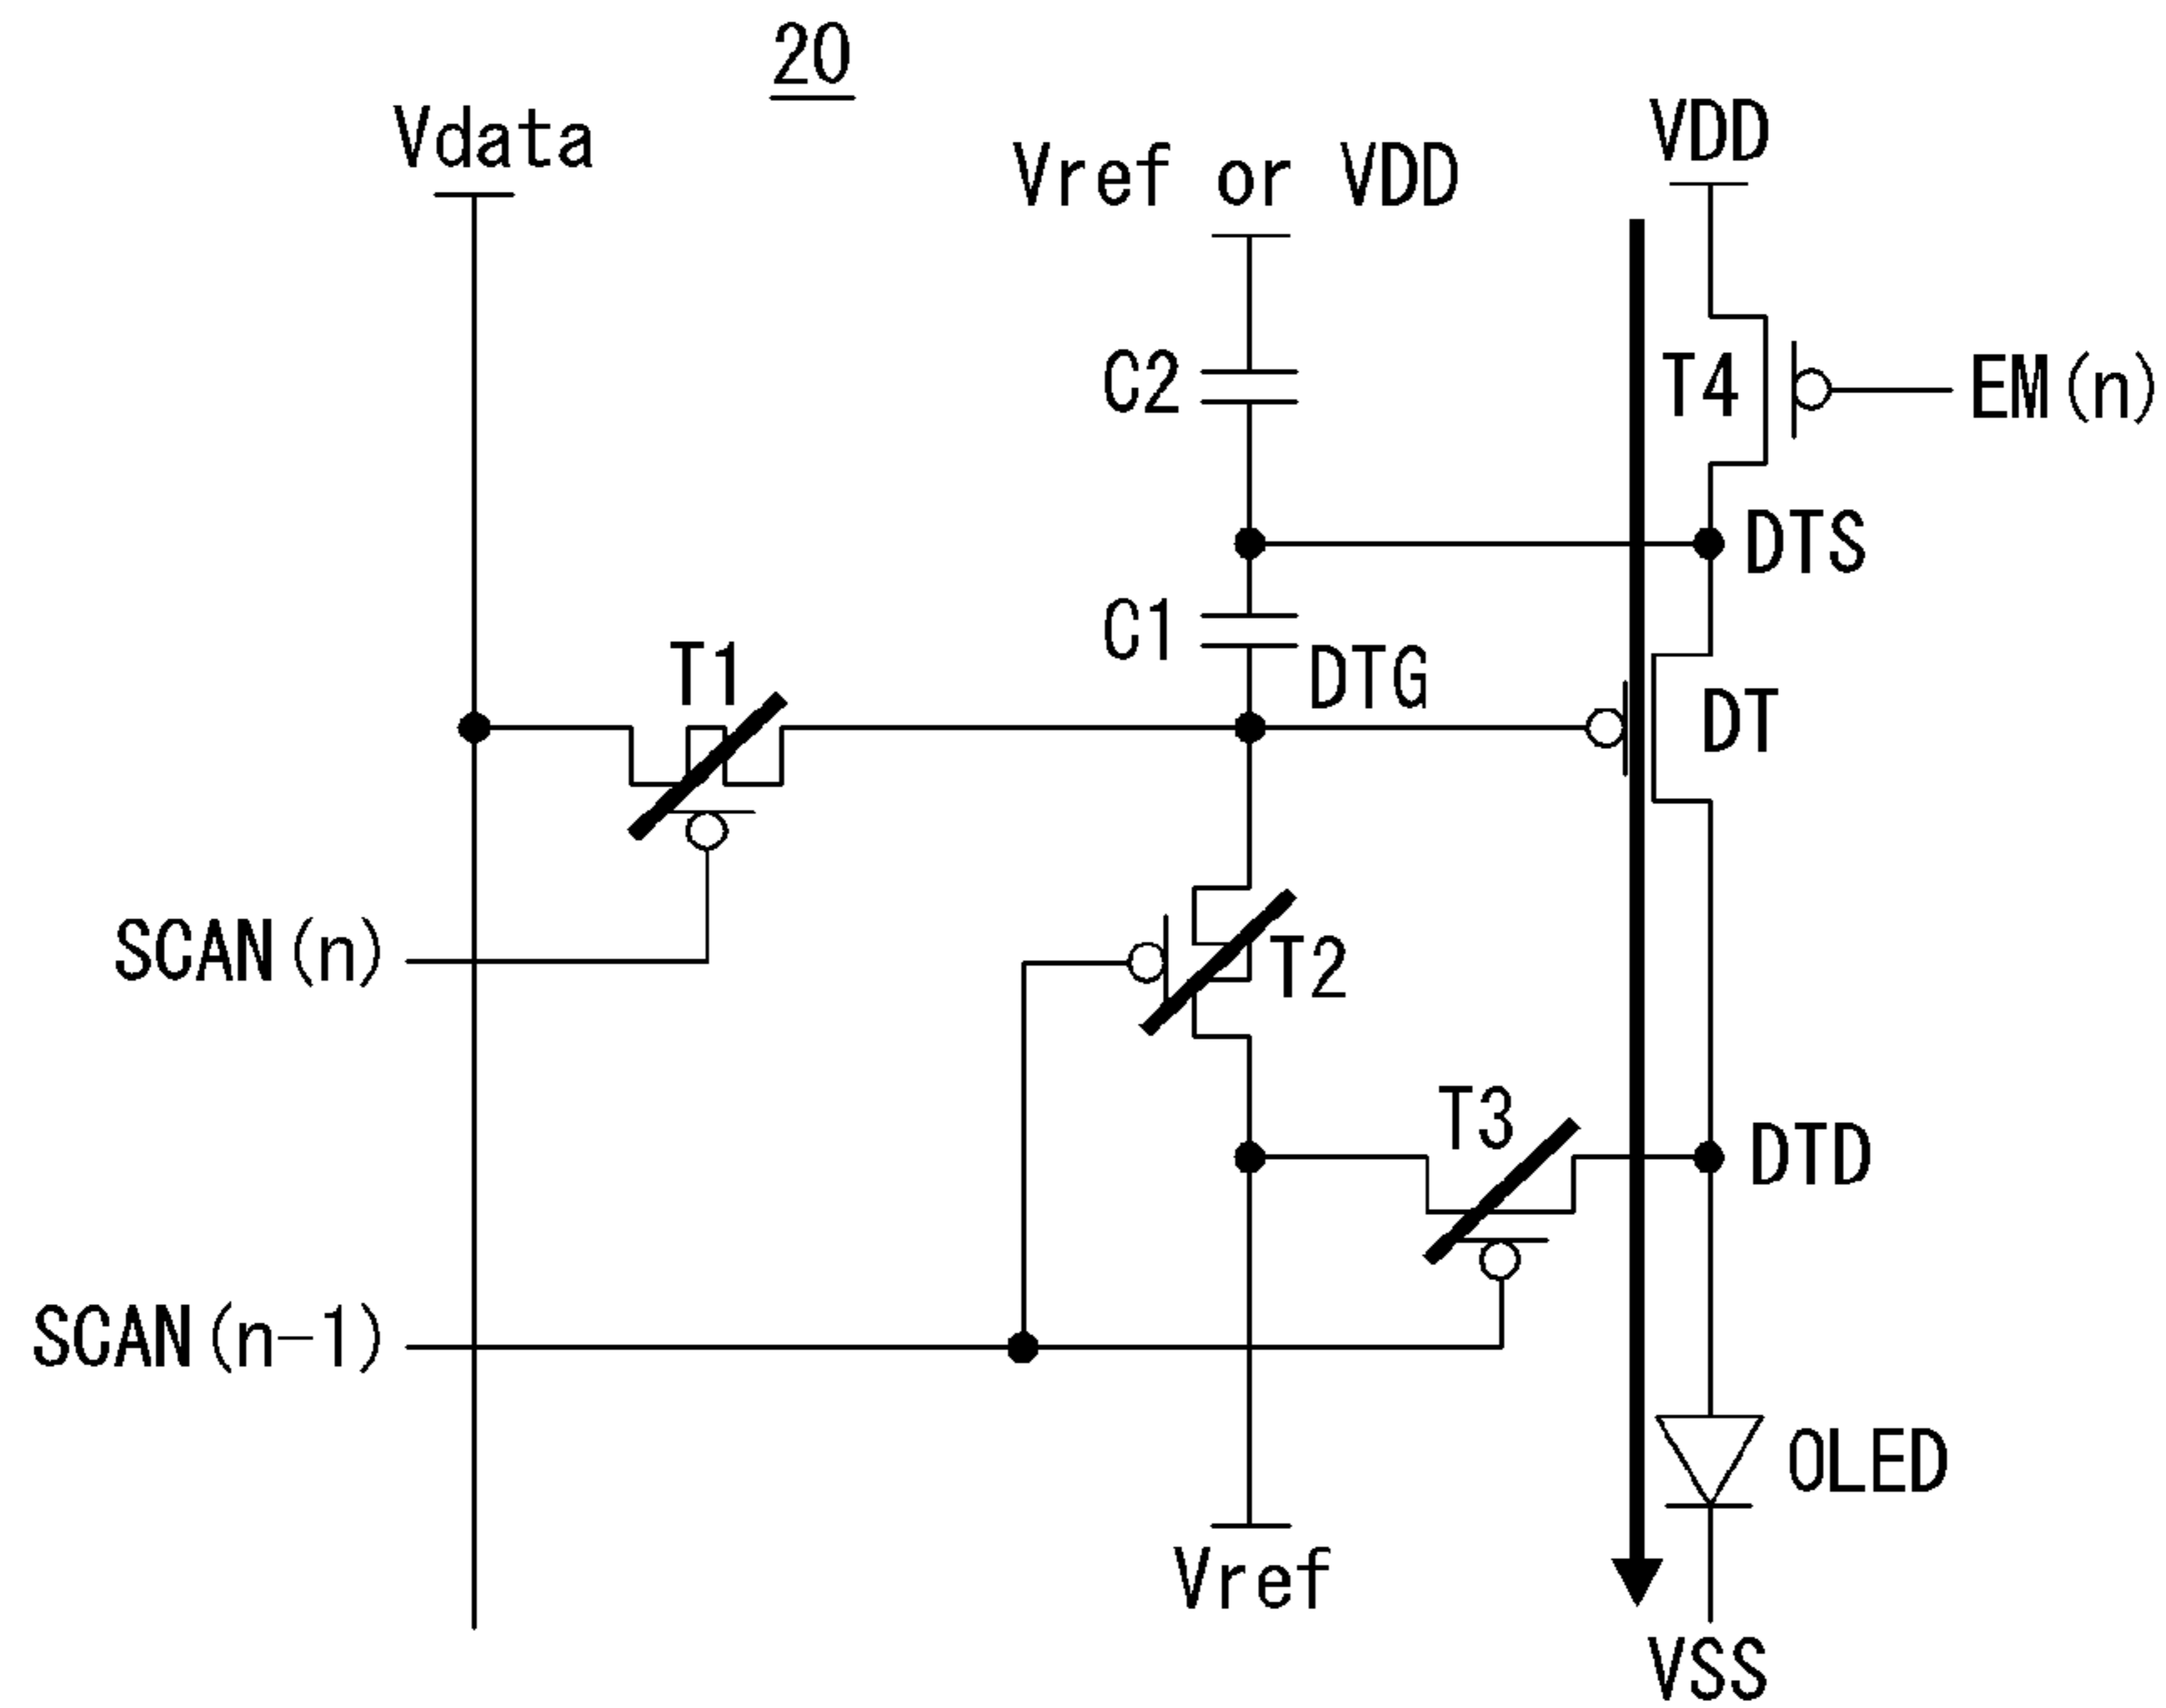 20
Vdata
Vref or VDD
VDD
C2
T4
EM(n)
DTS
C1
T1
DTG
DT
SCAN(n)
T2
T3
DTD
SCAN(n-1)
OLED
Vref
VSS